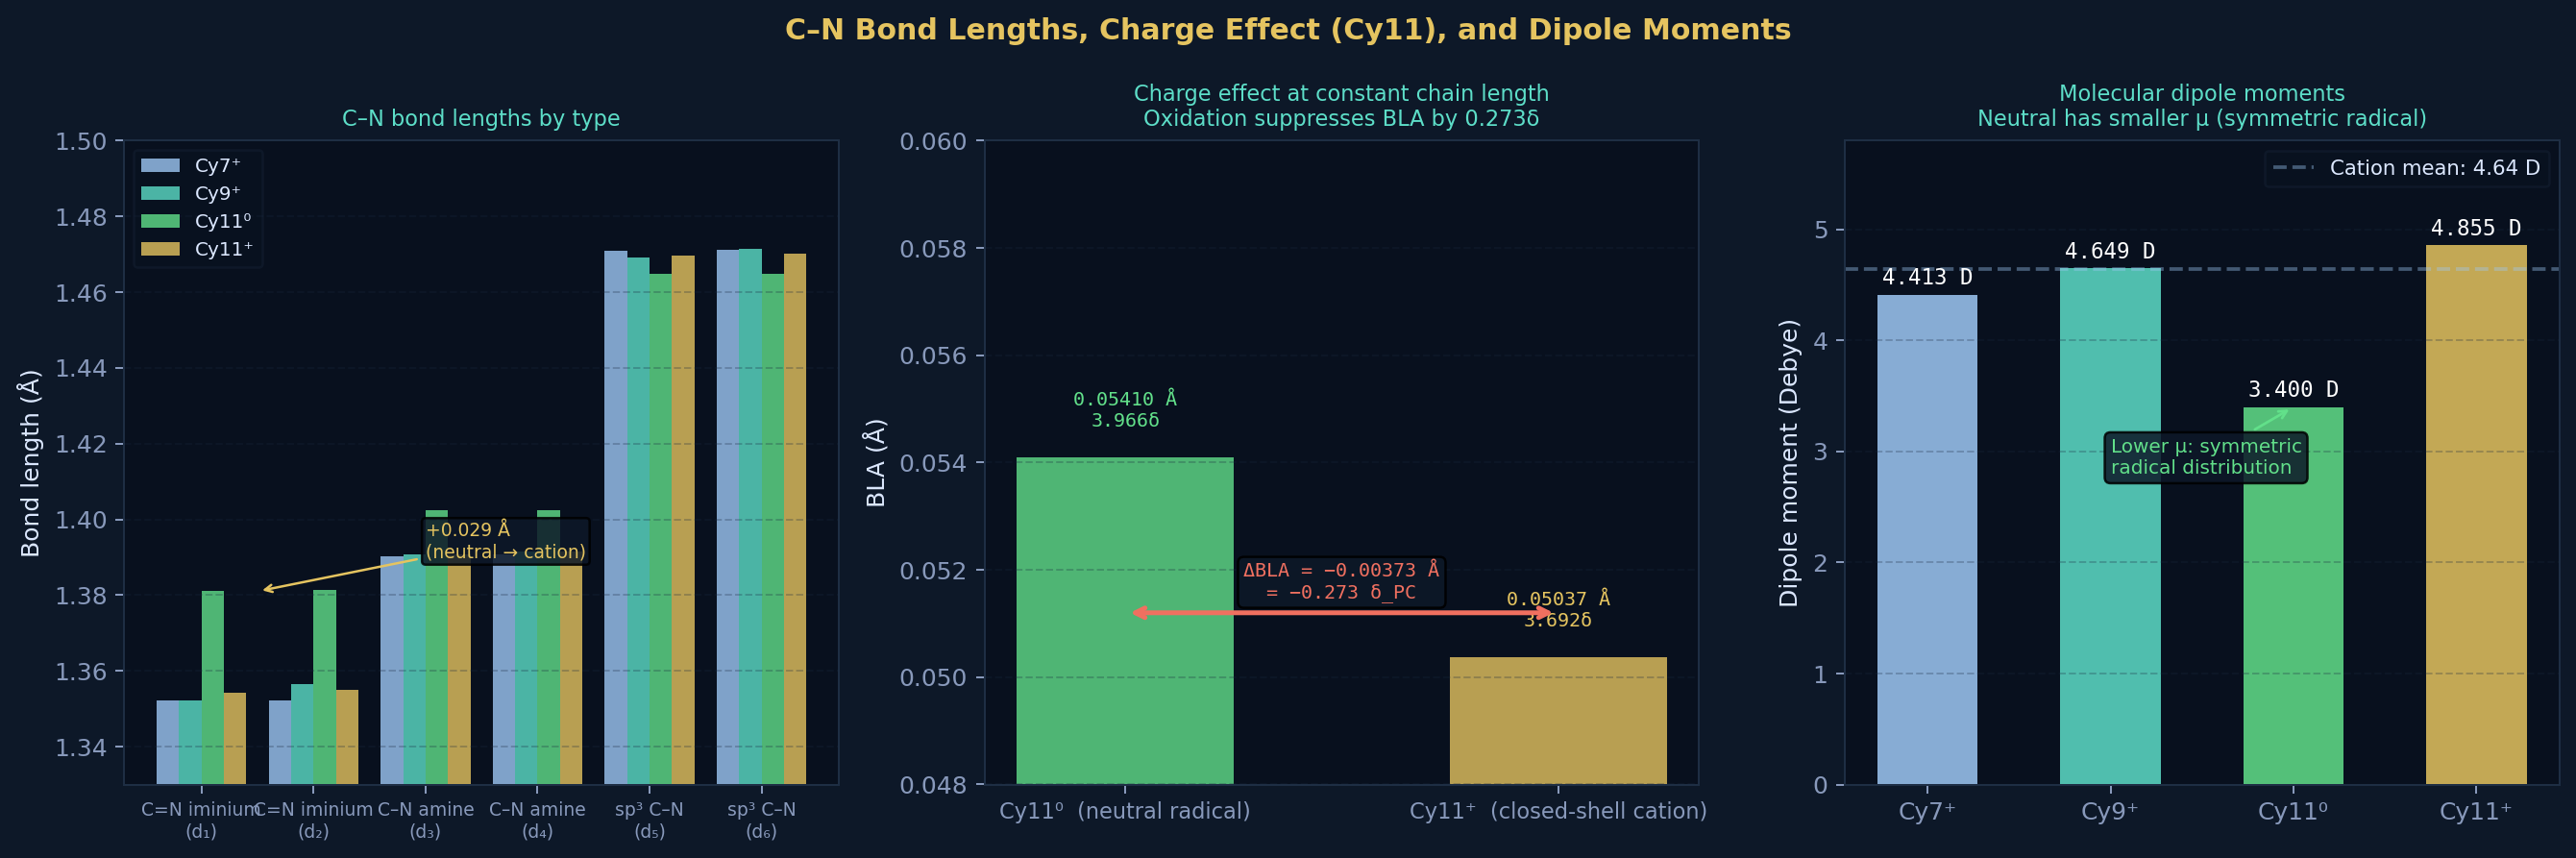 C–N Bond Lengths, Charge Effect (Cy11), and Dipole Moments
C–N bond lengths by type
Bond length (Å)
1.50
1.48
1.46
1.44
1.42
1.40
1.38
1.36
1.34
Cy7⁺
Cy9⁺
Cy11⁰
Cy11⁺
+0.029 Å
(neutral → cation)
C=N iminium
(d₁)
C=N iminium
(d₂)
C–N amine
(d₃)
C–N amine
(d₄)
sp³ C–N
(d₅)
sp³ C–N
(d₆)
Charge effect at constant chain length
Oxidation suppresses BLA by 0.273δ
BLA (Å)
0.060
0.058
0.056
0.054
0.052
0.050
0.048
0.05410 Å
3.966δ
ΔBLA = −0.00373 Å
= −0.273 δ_PC
0.05037 Å
3.692δ
Cy11⁰ (neutral radical)
Cy11⁺ (closed-shell cation)
Molecular dipole moments
Neutral has smaller μ (symmetric radical)
Dipole moment (Debye)
5
4
3
2
1
0
Cation mean: 4.64 D
4.413 D
4.649 D
3.400 D
4.855 D
Lower μ: symmetric
radical distribution
Cy7⁺
Cy9⁺
Cy11⁰
Cy11⁺